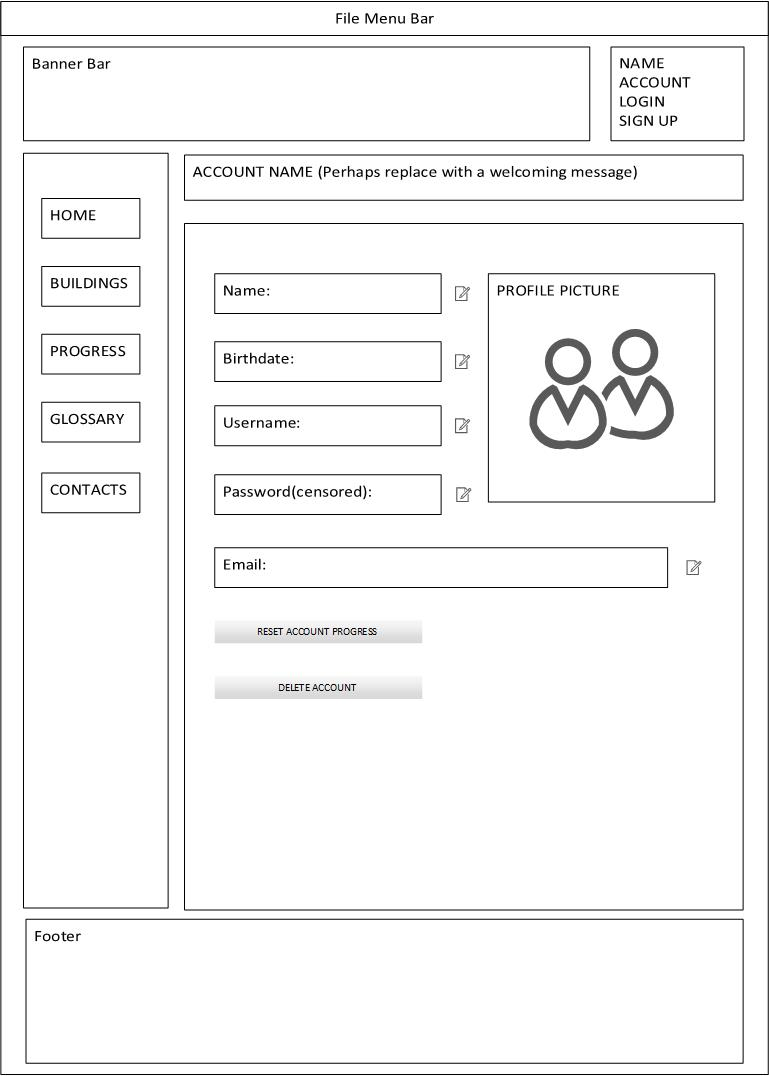 File Menu Bar
Banner Bar
NAME
ACCOUNT
LOGIN
SIGN UP
ACCOUNT NAME (Perhaps replace with a welcoming message)
HOME
BUILDINGS
PROGRESS
GLOSSARY
CONTACTS
Name:
Birthdate:
Username:
Password(censored):
Email:
PROFILE PICTURE
RESET ACCOUNT PROGRESS
DELETE ACCOUNT
Footer